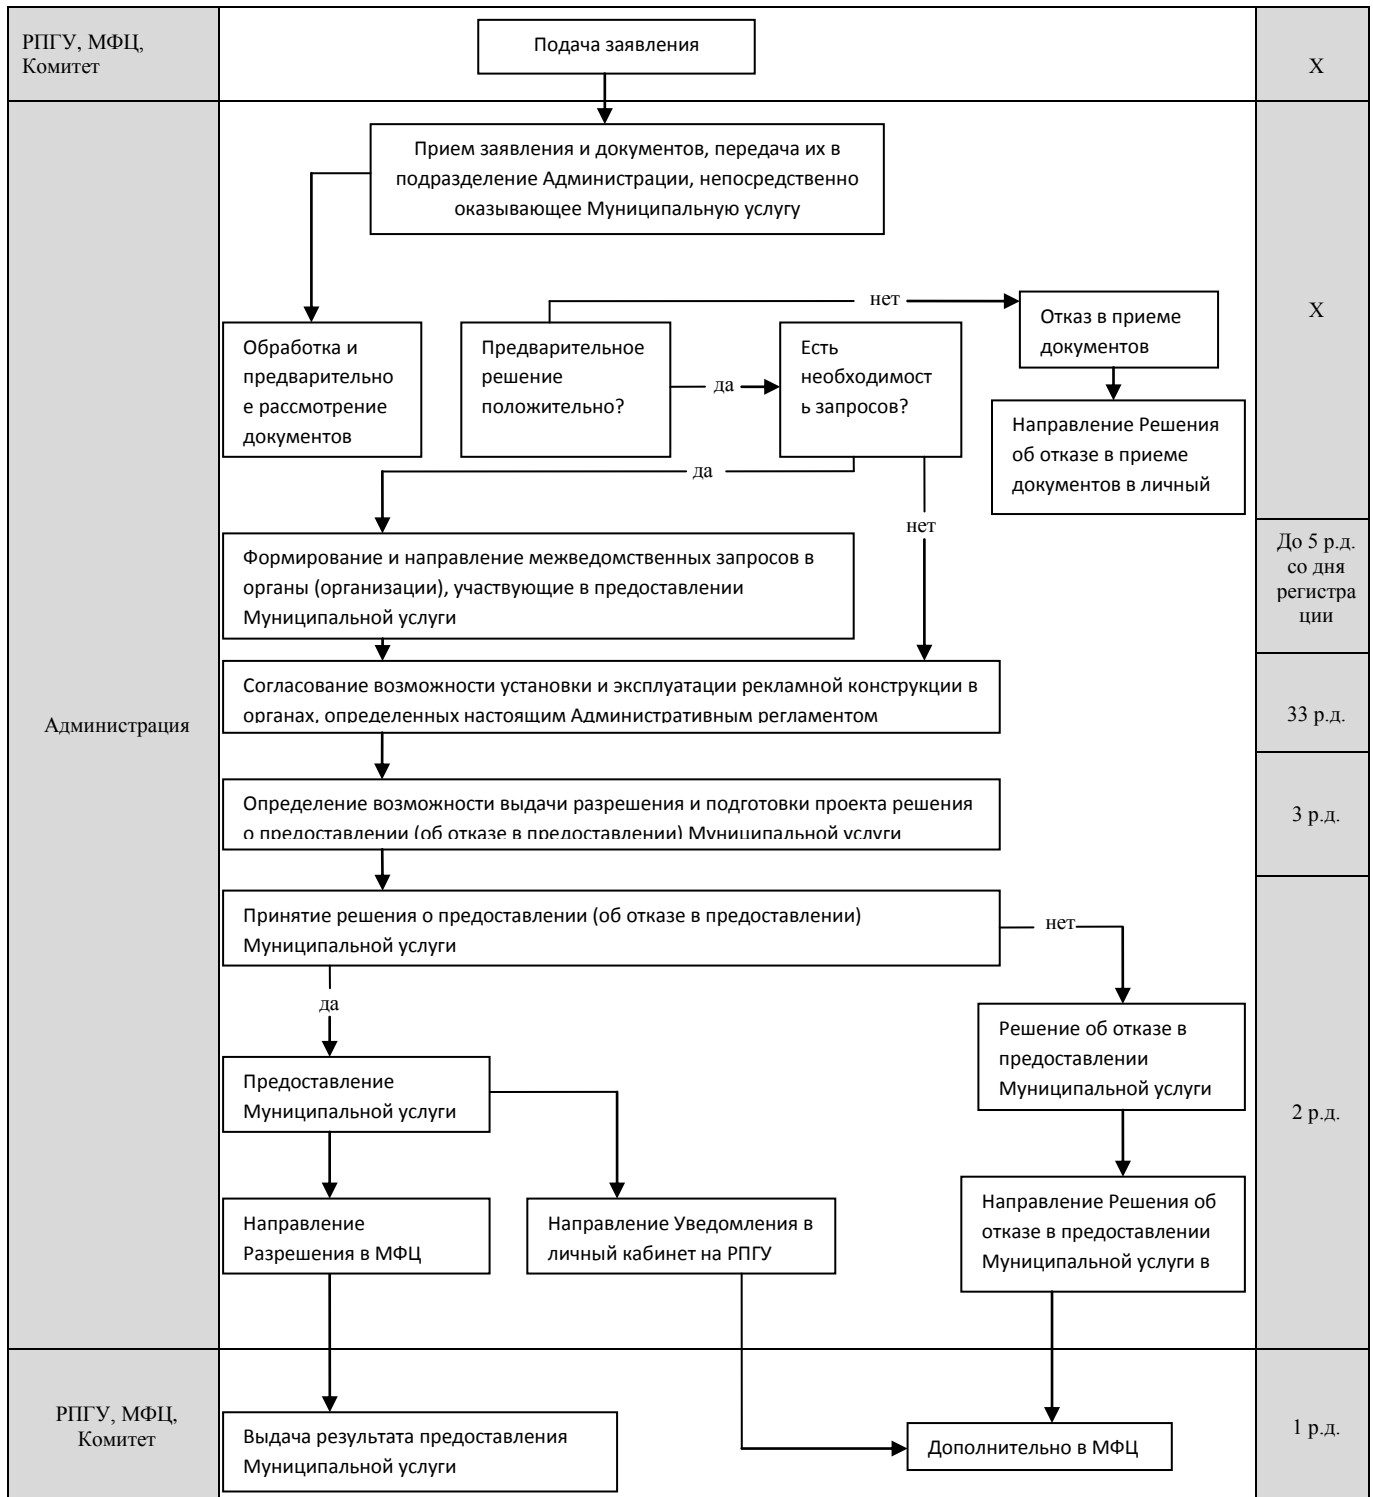 РПГУ, МФЦ,
Комитет
Подача заявления
X
Прием заявления и документов, передача их в
подразделение Администрации, непосредственно
оказывающее Муниципальную услугу
нет
Отказ в приеме
документов
X
Обработка и
предварительно
е рассмотрение
документов
Предварительное
решение
положительно?
да
Есть
необходимост
ь запросов?
Направление Решения
об отказе в приеме
документов в личный
да
нет
Формирование и направление межведомственных запросов в
органы (организации), участвующие в предоставлении
Муниципальной услуги
До 5 р.д.
со дня
регистра
ции
Согласование возможности установки и эксплуатации рекламной конструкции в
органах, определенных настоящим Административным регламентом
Администрация
33 р.д.
Определение возможности выдачи разрешения и подготовки проекта решения
о предоставлении (об отказе в предоставлении) Муниципальной услуги
3 р.д.
Принятие решения о предоставлении (об отказе в предоставлении)
Муниципальной услуги
нет
да
Решение об отказе в
предоставлении
Муниципальной услуги
Предоставление
Муниципальной услуги
2 р.д.
Направление
Разрешения в МФЦ
Направление Уведомления в
личный кабинет на РПГУ
Направление Решения об
отказе в предоставлении
Муниципальной услуги в
РПГУ, МФЦ,
Комитет
Выдача результата предоставления
Муниципальной услуги
Дополнительно в МФЦ
1 р.д.